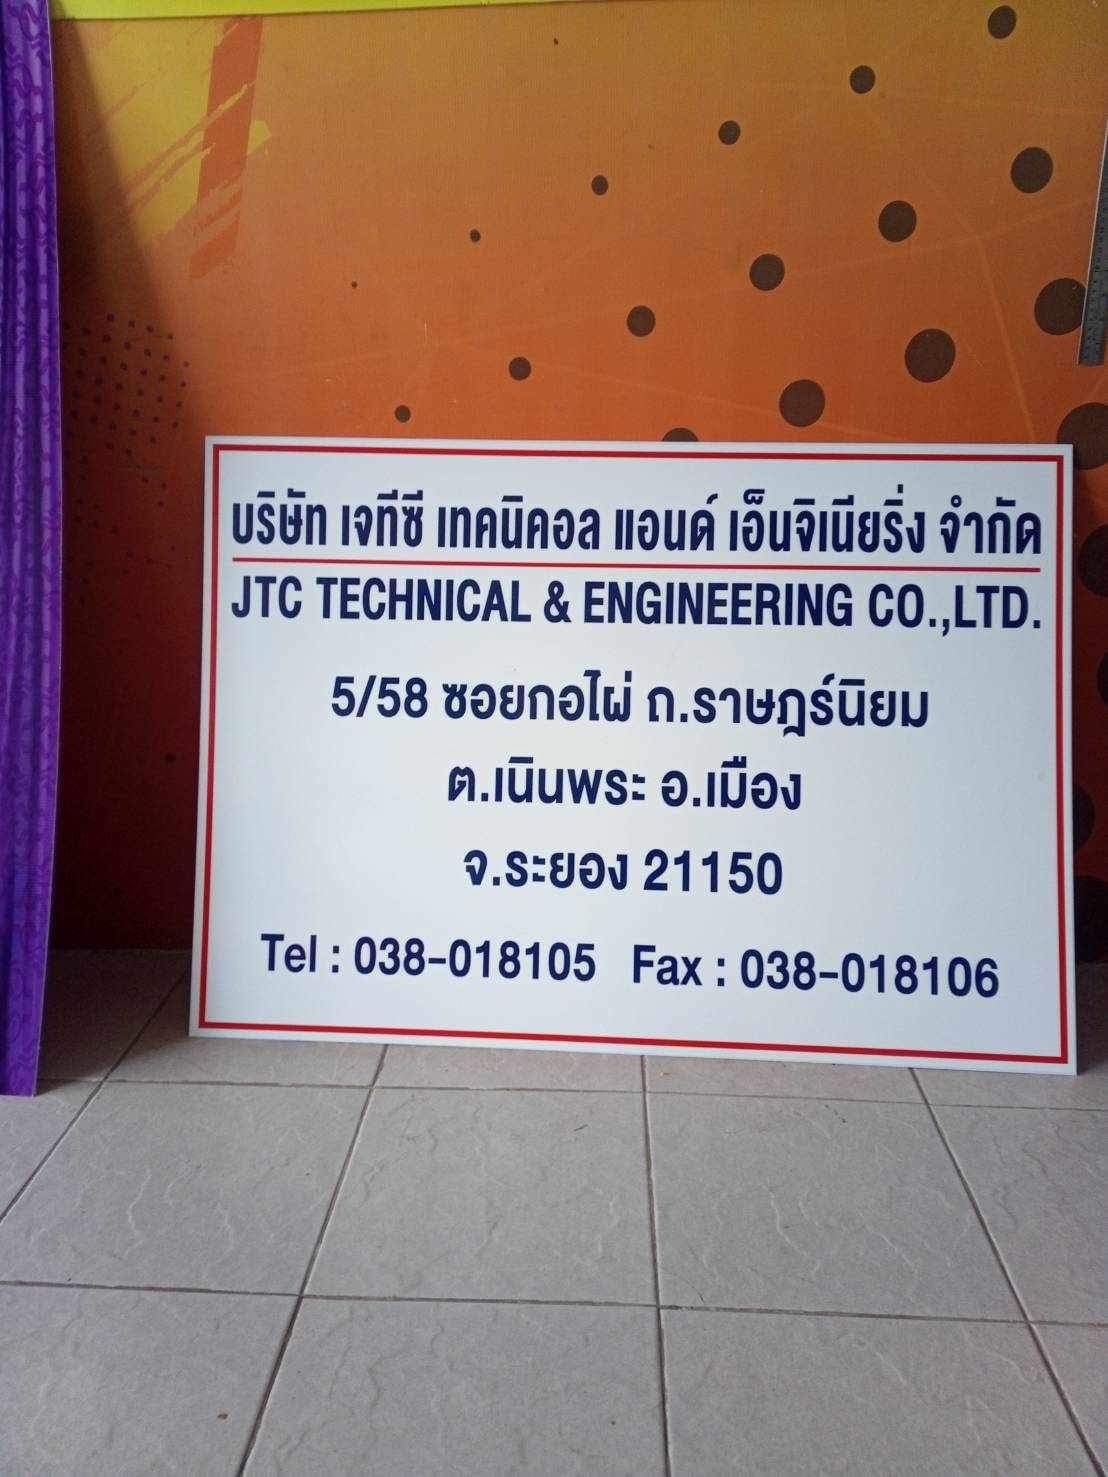 บริษัท เจทีซี เทคนิคอล แอนด์ เอ็นจิเนียริ่ง จำกัด
JTC TECHNICAL & ENGINEERING CO.,LTD.
5/58 ซอยกอไผ่ ถ.ราษฎร์นิยม
ต.เนินพระ อ.เมือง
จ.ระยอง 21150
Tel : 038-018105 Fax : 038-018106